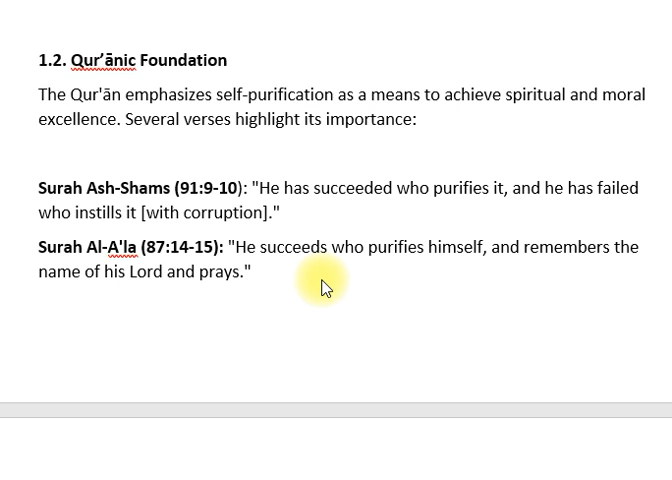 1.2. Qur’ānic Foundation
The Qur'ān emphasizes self-purification as a means to achieve spiritual and moral
excellence. Several verses highlight its importance:
Surah Ash-Shams (91:9-10): "He has succeeded who purifies it, and he has failed
who instills it [with corruption]."
Surah Al-A'la (87:14-15): "He succeeds who purifies himself, and remembers the
name of his Lord and prays."